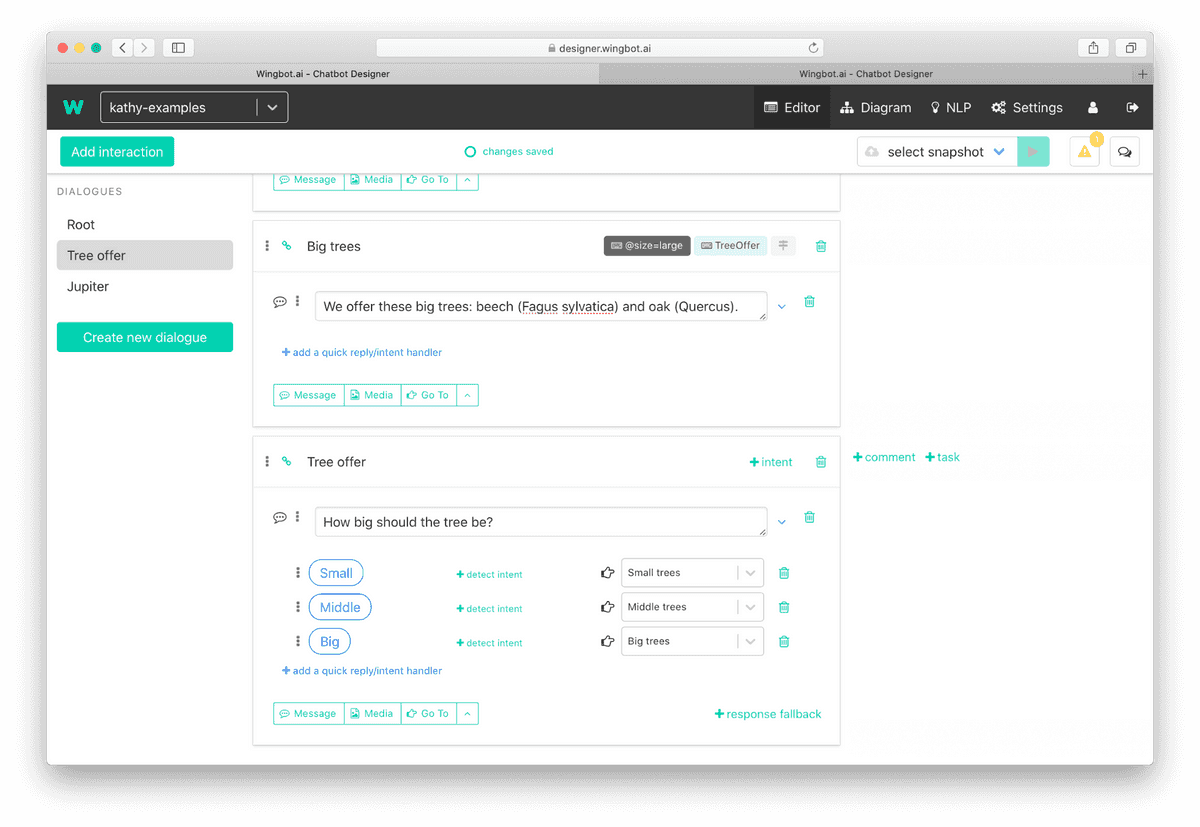 designer.wingbot.ai
Wingbot.ai - Chatbot Designer
Wingbot.ai - Chatbot Designer
W
kathy-examples
Editor
Diagram
NLP
Settings
Add interaction
changes saved
select snapshot
1
DIALOGUES
Root
Tree offer
Jupiter
Create new dialogue
Message
Media
Go To
Big trees
@size=large
TreeOffer
We offer these big trees: beech (Fagus sylvatica) and oak (Quercus).
+ add a quick reply/intent handler
Message
Media
Go To
Tree offer
+ intent
+ comment
+ task
How big should the tree be?
Small
+ detect intent
Small trees
Middle
+ detect intent
Middle trees
Big
+ detect intent
Big trees
+ add a quick reply/intent handler
Message
Media
Go To
+ response fallback